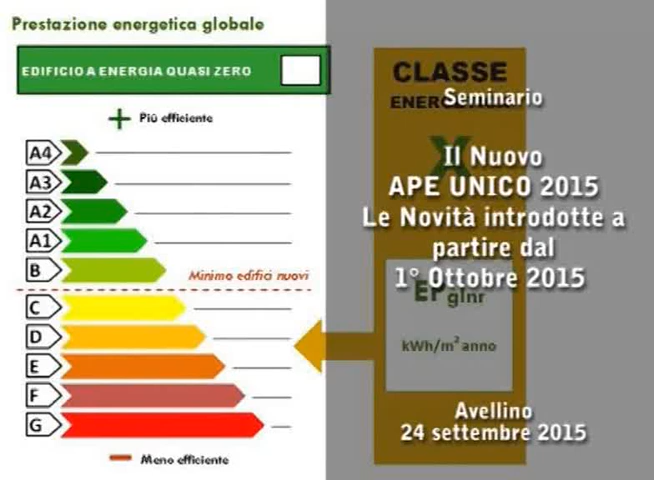 Prestazione energetica globale
EDIFICIO A ENERGIA QUASI ZERO
+ Più efficiente
A4
A3
A2
A1
B
Minimo edifici nuovi
C
D
E
F
G
Meno efficiente
CLASSE
ENERGETICA
X
EPglnr
kWh/m² anno
Seminario
Il Nuovo
APE UNICO 2015
Le Novità introdotte a
partire dal
1° Ottobre 2015
Avellino
24 settembre 2015